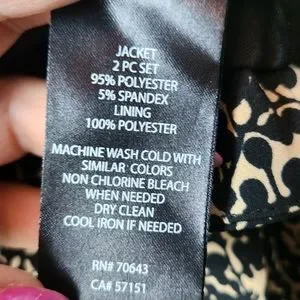 JACKET
2 PC SET
95% POLYESTER
5% SPANDEX
LINING
100% POLYESTER
MACHINE WASH COLD WITH
SIMILAR COLORS
NON CHLORINE BLEACH
WHEN NEEDED
DRY CLEAN
COOL IRON IF NEEDED
RN# 70643
CA# 57151